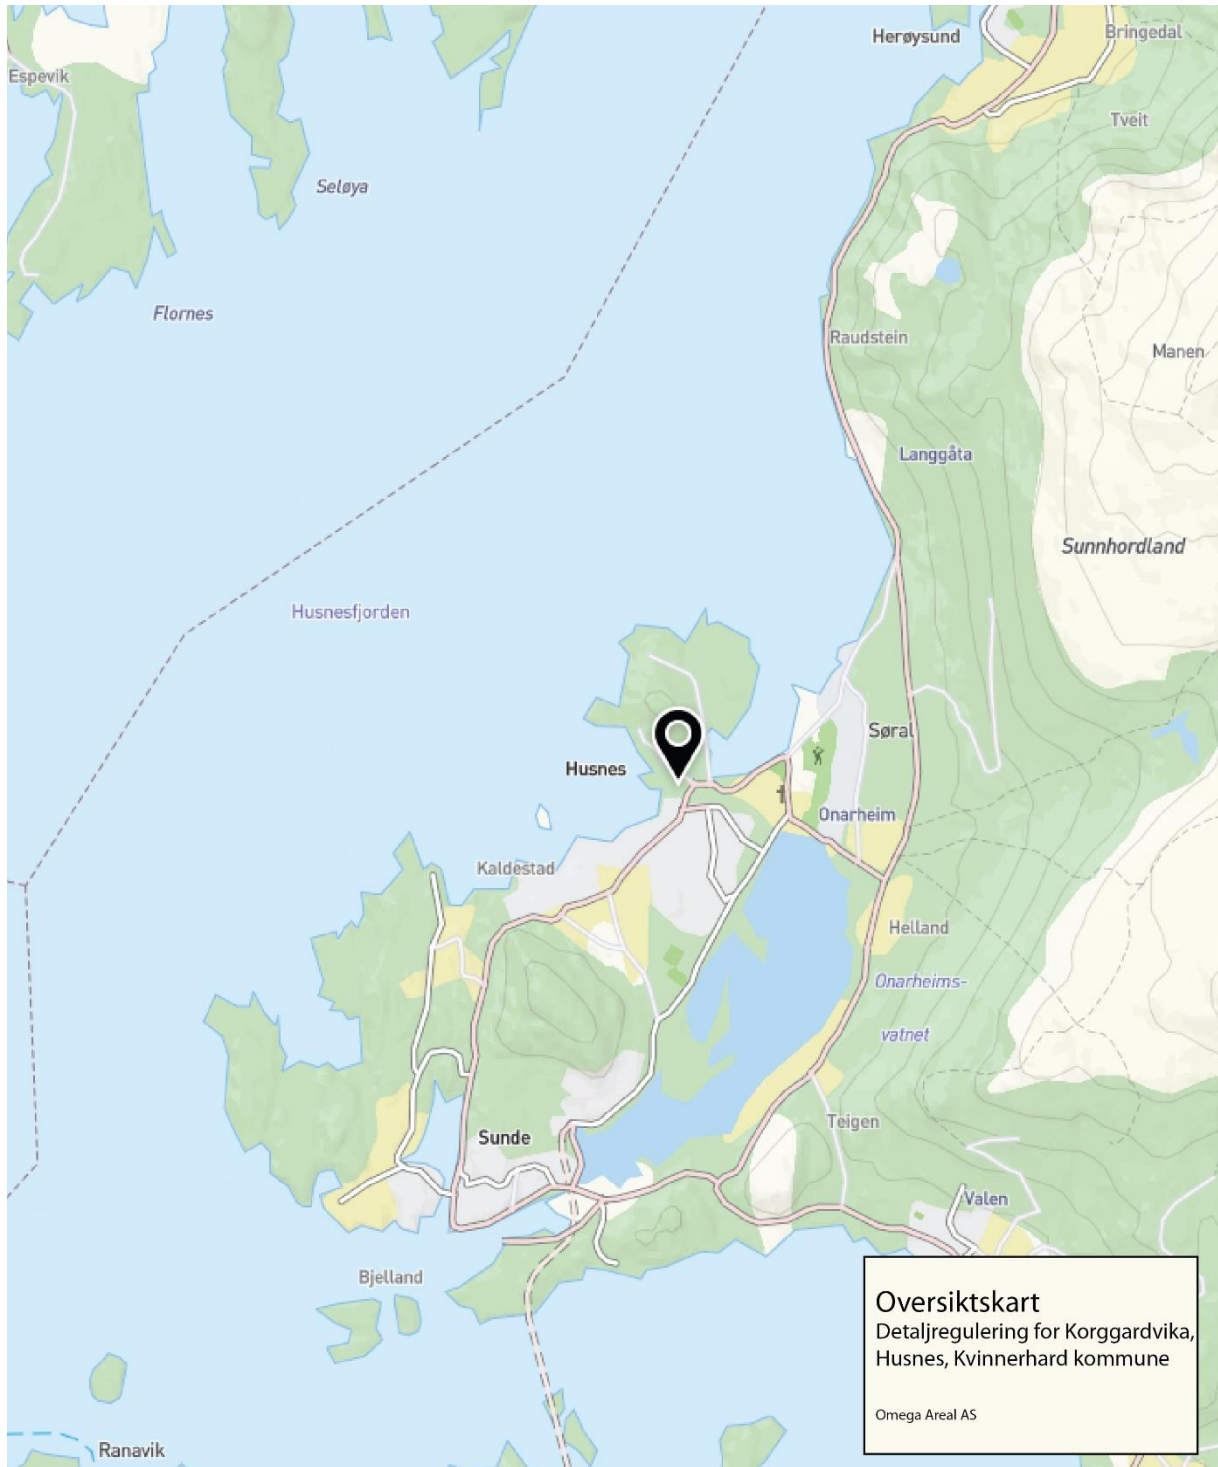 Herøysund
Bringedal
Espevik
Tveit
Seløya
Flornes
Raudstein
Manen
Langgåta
Sunnhordland
Husnesfjorden
Søral
Husnes
Onarheim
Kaldestad
Helland
Onarheims-
vatnet
Teigen
Sunde
Valen
Bjelland
Oversiktskart
Detaljregulering for Korggardvika,
Husnes, Kvinnerhard kommune
Omega Areal AS
Ranavik